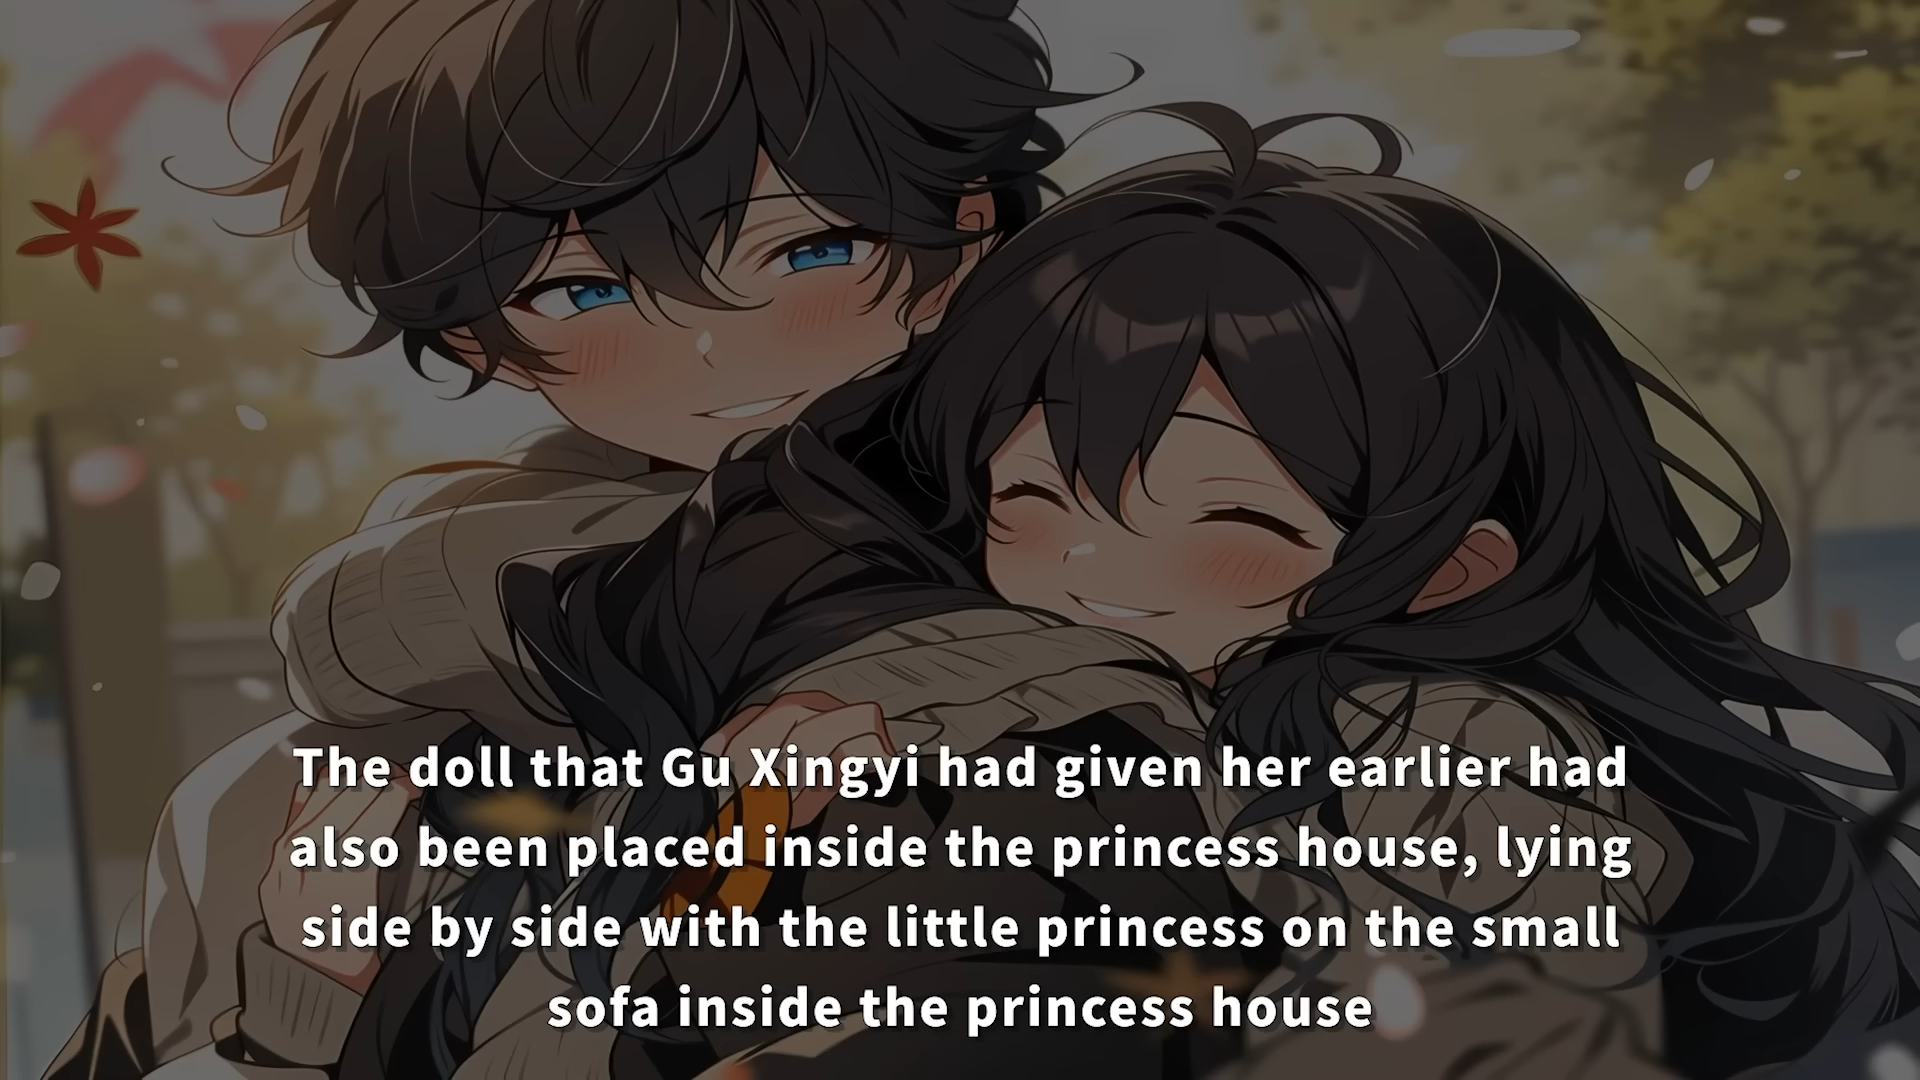 The doll that Gu Xingyi had given her earlier had
also been placed inside the princess house, lying
side by side with the little princess on the small
sofa inside the princess house